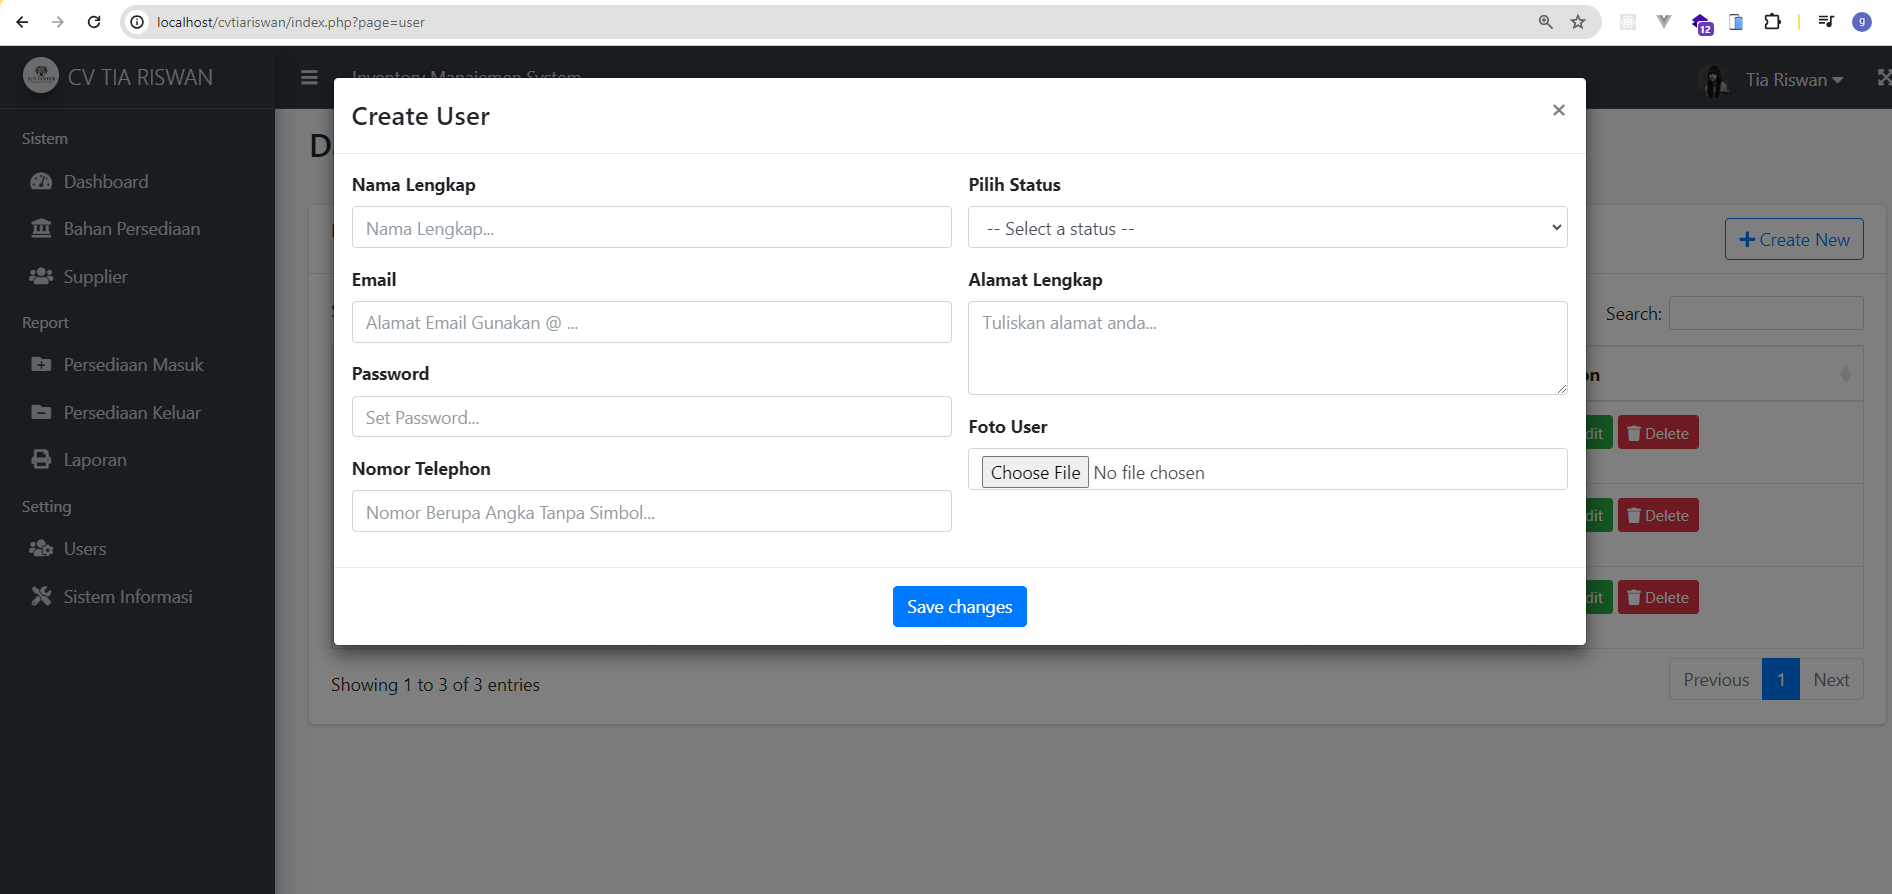 localhost/cvtiariswan/index.php?page=user
12
g
CV TIA RISWAN
Inventory Manajemen System
Tia Riswan
Sistem
Dashboard
Bahan Persediaan
Supplier
Report
Persediaan Masuk
Persediaan Keluar
Laporan
Setting
Users
Sistem Informasi
D
Create User
×
Nama Lengkap
Nama Lengkap...
Email
Alamat Email Gunakan @ ...
Password
Set Password...
Nomor Telephon
Nomor Berupa Angka Tanpa Simbol...
Pilih Status
-- Select a status --
Alamat Lengkap
Tuliskan alamat anda...
Foto User
Choose File No file chosen
Save changes
Create New
Search:
on
dit Delete
dit Delete
dit Delete
Showing 1 to 3 of 3 entries
Previous 1 Next